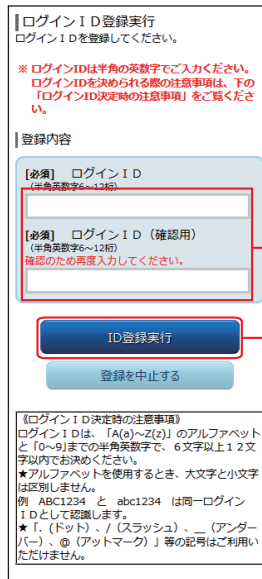 ログインＩＤ登録実行
ログインＩＤを登録してください。
※ ログインIDは半角の英数字でご入力ください。
ログインIDを決められる際の注意事項は、下の
「ログインID決定時の注意事項」をご覧くださ
い。
登録内容
[必須]　ログインＩＤ
（半角英数字6～12桁）
[必須]　ログインＩＤ（確認用）
（半角英数字6～12桁）
確認のため再度入力してください。
ID登録実行
登録を中止する
《ログインＩＤ決定時の注意事項》
ログインＩＤは、「A(a)～Z(z)」のアルファベット
と「0～9」までの英数字で、６文字以上１２文
字以内でお決めください。
★アルファベットを使用するとき、大文字と小文字
は区別しません。
例　ABC1234　と　abc1234　は同一ログイン
ＩＤとして認識します。
★「．（ドット）、/（スラッシュ）、＿（アンダー
バー）、@（アットマーク）」等の記号はご利用い
ただけません。